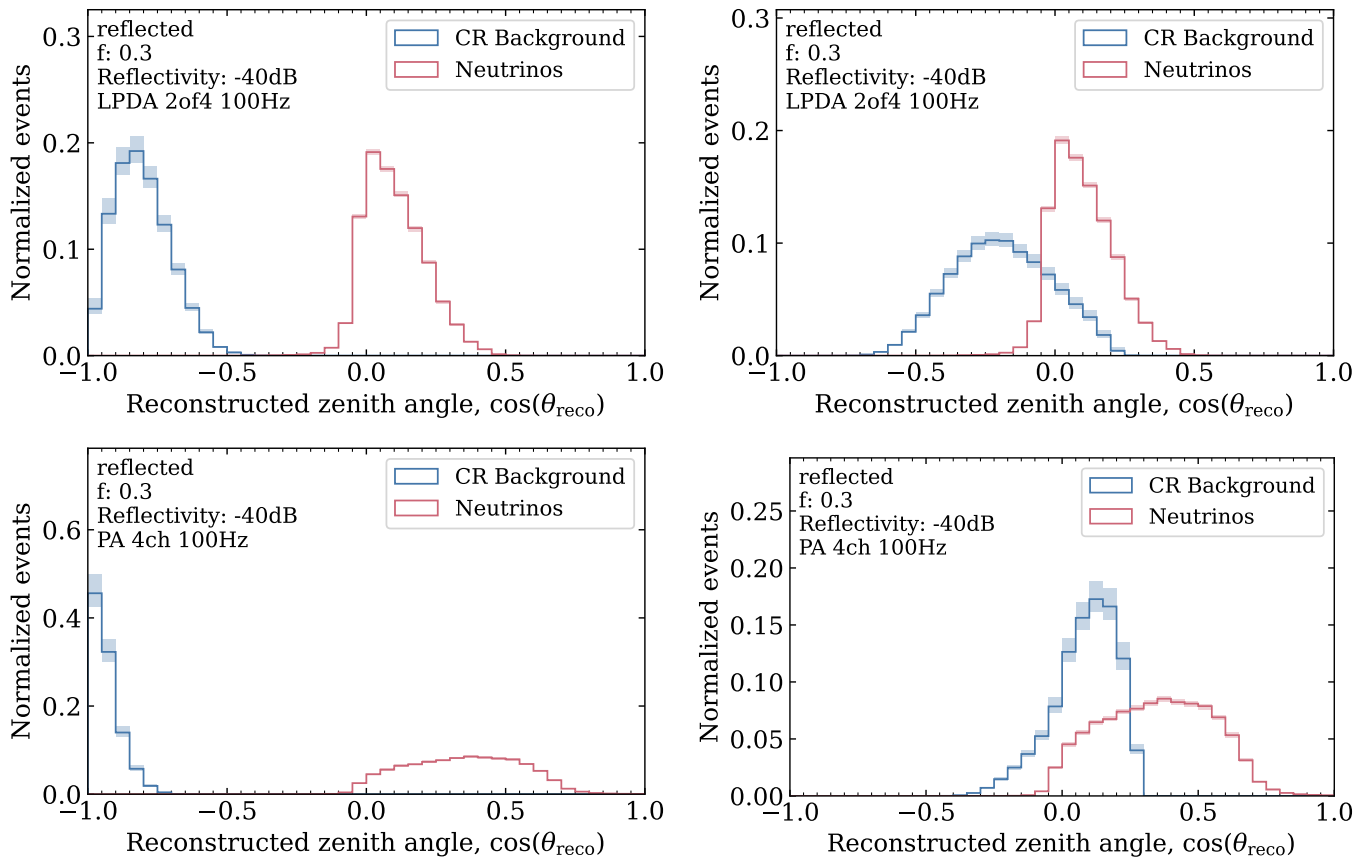 reflected
f: 0.3
Reflectivity: -40dB
LPDA 2of4 100Hz
CR Background
Neutrinos
Normalized events
0.3
0.2
0.1
0.0
−1.0 −0.5 0.0 0.5 1.0
Reconstructed zenith angle, cos(θreco)
reflected
f: 0.3
Reflectivity: -40dB
LPDA 2of4 100Hz
CR Background
Neutrinos
Normalized events
0.3
0.2
0.1
0.0
−1.0 −0.5 0.0 0.5 1.0
Reconstructed zenith angle, cos(θreco)
reflected
f: 0.3
Reflectivity: -40dB
PA 4ch 100Hz
CR Background
Neutrinos
Normalized events
0.6
0.4
0.2
0.0
−1.0 −0.5 0.0 0.5 1.0
Reconstructed zenith angle, cos(θreco)
reflected
f: 0.3
Reflectivity: -40dB
PA 4ch 100Hz
CR Background
Neutrinos
Normalized events
0.25
0.20
0.15
0.10
0.05
0.00
−1.0 −0.5 0.0 0.5 1.0
Reconstructed zenith angle, cos(θreco)